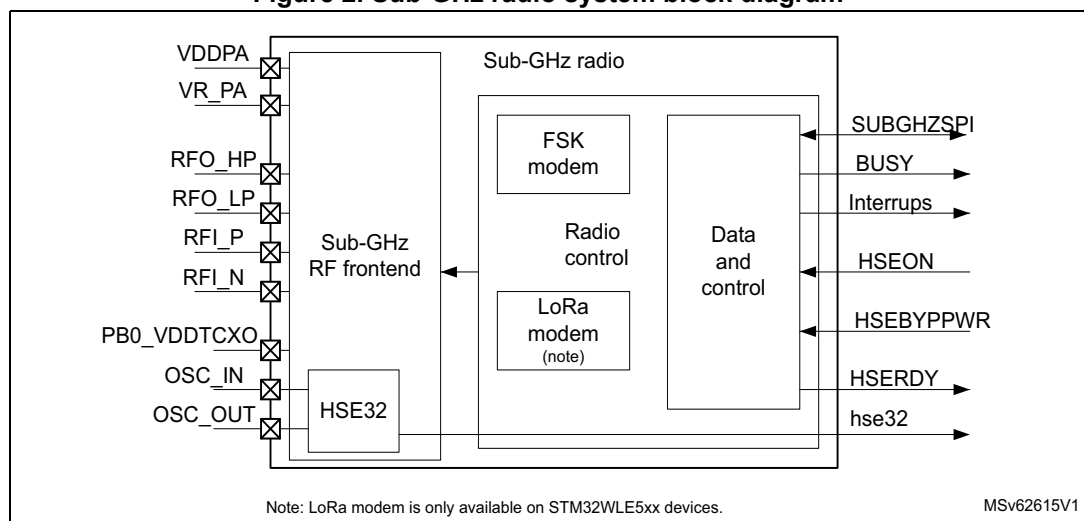 Figure 2. Sub-GHz radio system block diagram
VDDPA
VR_PA
RFO_HP
RFO_LP
RFI_P
RFI_N
PB0_VDDTCXO
OSC_IN
OSC_OUT
Sub-GHz
RF frontend
HSE32
Sub-GHz radio
FSK
modem
Radio
control
LoRa
modem
(note)
Data
and
control
SUBGHZSPI
BUSY
Interrups
HSEON
HSEBYPPWR
HSERDY
hse32
Note: LoRa modem is only available on STM32WLE5xx devices.
MSv62615V1